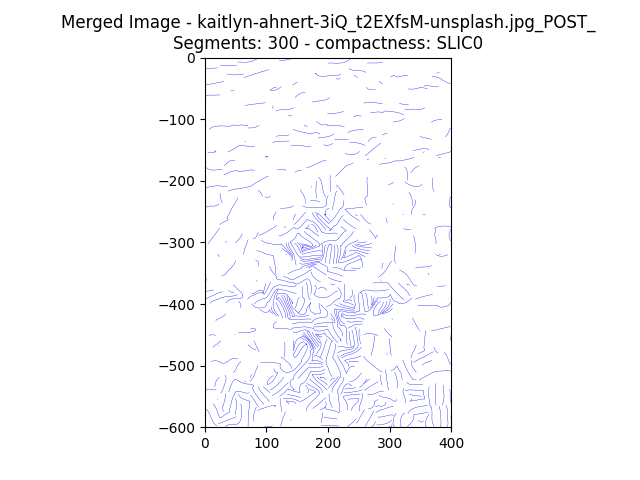 Merged Image - kaitlyn-ahnert-3iQ_t2EXfsM-unsplash.jpg_POST_
Segments: 300 - compactness: SLIC0
0
−100
−200
−300
−400
−500
−600
0 100 200 300 400